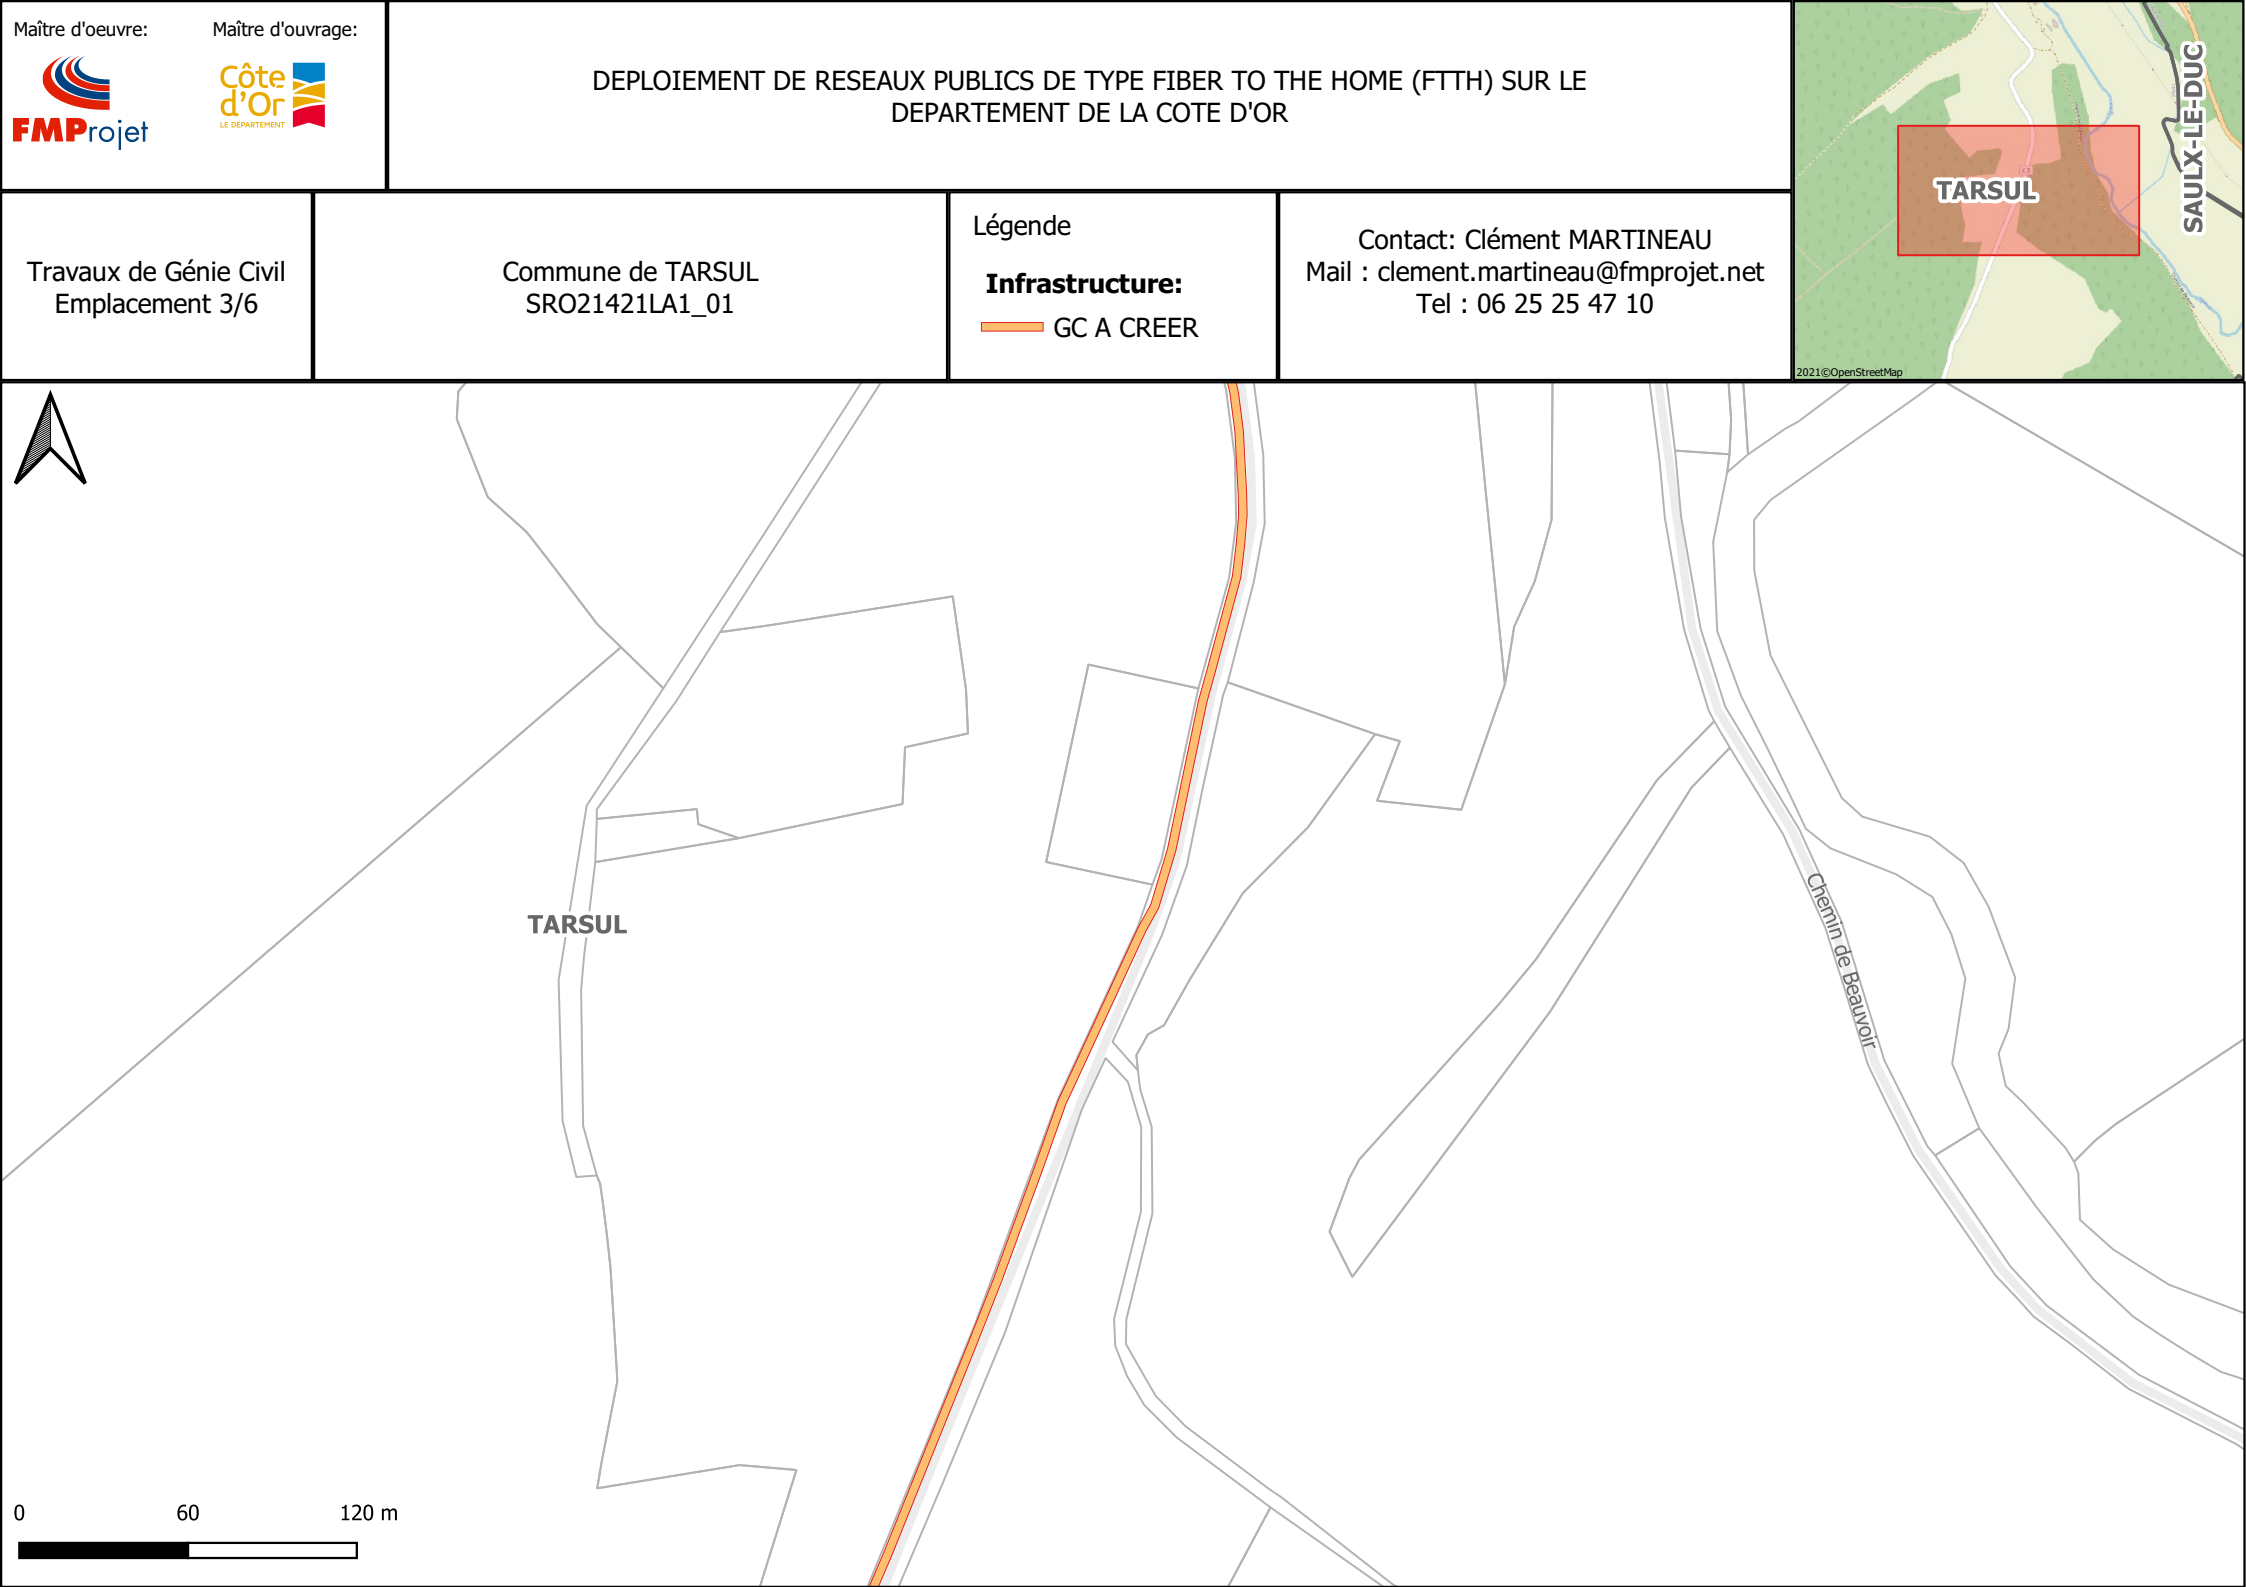 Maître d'oeuvre:
Maître d'ouvrage:
FMProjet
Côte
d'Or
LE DÉPARTEMENT
DEPLOIEMENT DE RESEAUX PUBLICS DE TYPE FIBER TO THE HOME (FTTH) SUR LE
DEPARTEMENT DE LA COTE D'OR
Travaux de Génie Civil
Emplacement 3/6
Commune de TARSUL
SRO21421LA1_01
Légende
Infrastructure:
GC A CREER
Contact: Clément MARTINEAU
Mail : clement.martineau@fmprojet.net
Tel : 06 25 25 47 10
TARSUL
SAULX-LE-DUC
2021©OpenStreetMap
TARSUL
Chemin de Beauvoir
0 60 120 m